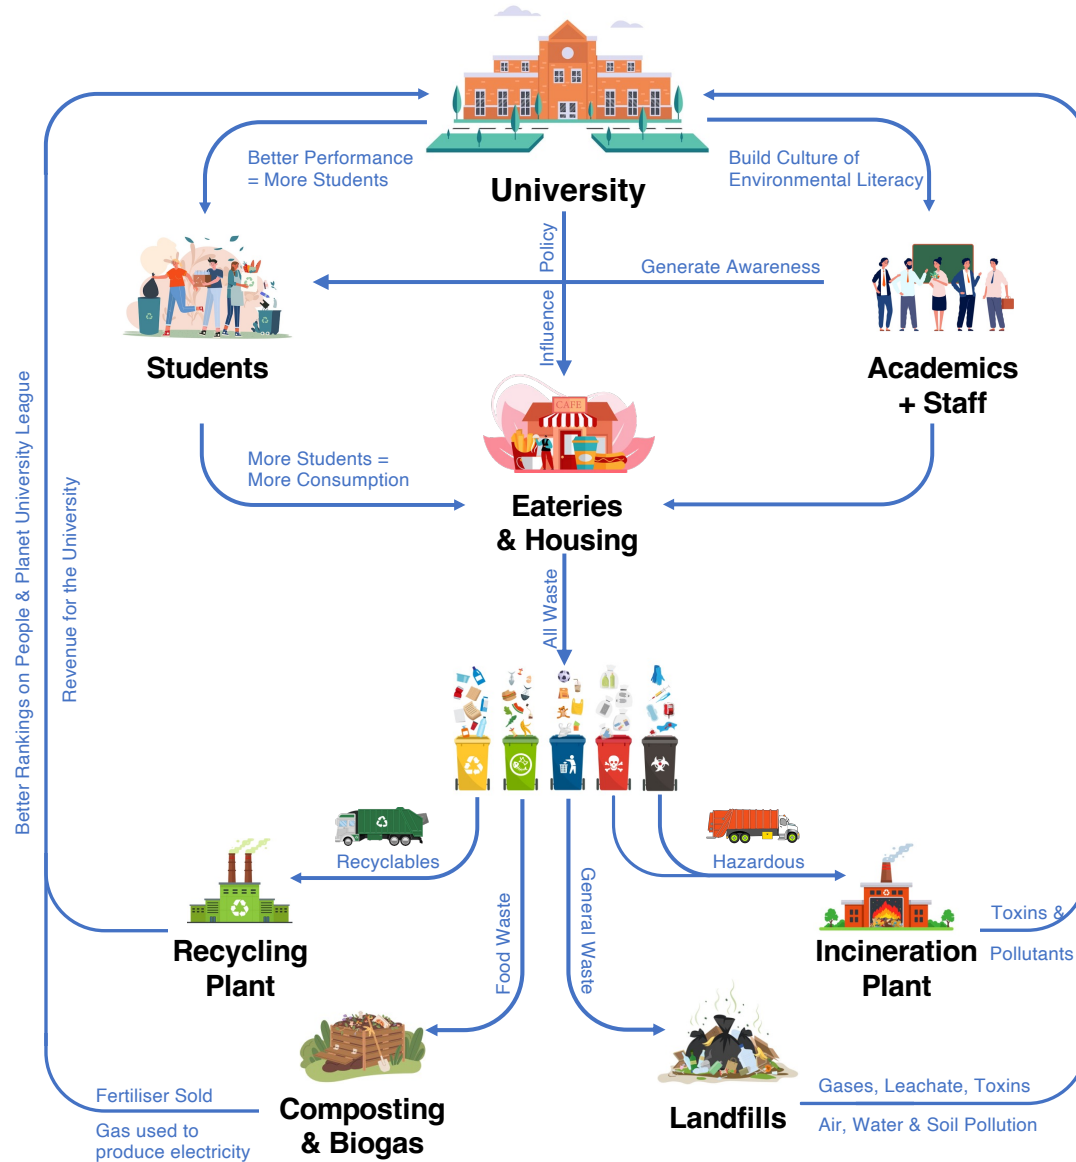 University
Better Performance
= More Students
Build Culture of
Environmental Literacy
Influence Policy
Generate Awareness
Students
Academics
+ Staff
CAFE
More Students =
More Consumption
Eateries
& Housing
Better Rankings on People & Planet University League
Revenue for the University
All Waste
Recyclables
Hazardous
Food Waste
General Waste
Recycling
Plant
Incineration
Plant
Toxins &
Pollutants
Fertiliser Sold
Gas used to
produce electricity
Composting
& Biogas
Landfills
Gases, Leachate, Toxins
Air, Water & Soil Pollution